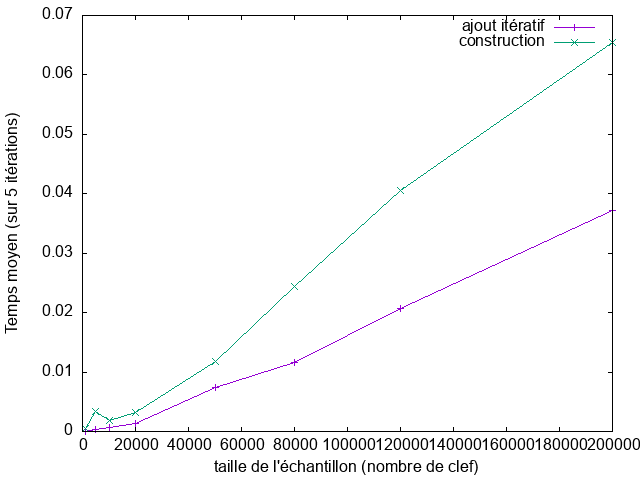 0.07
0.06
0.05
0.04
0.03
0.02
0.01
0
Temps moyen (sur 5 itérations)
ajout itératif
construction
0 20000 40000 60000 80000 100000 120000 140000 160000 180000 200000
taille de l'échantillon (nombre de clef)